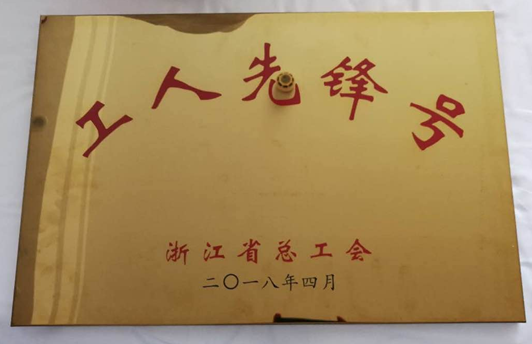 工人先锋号
浙江省总工会
二〇一八年四月